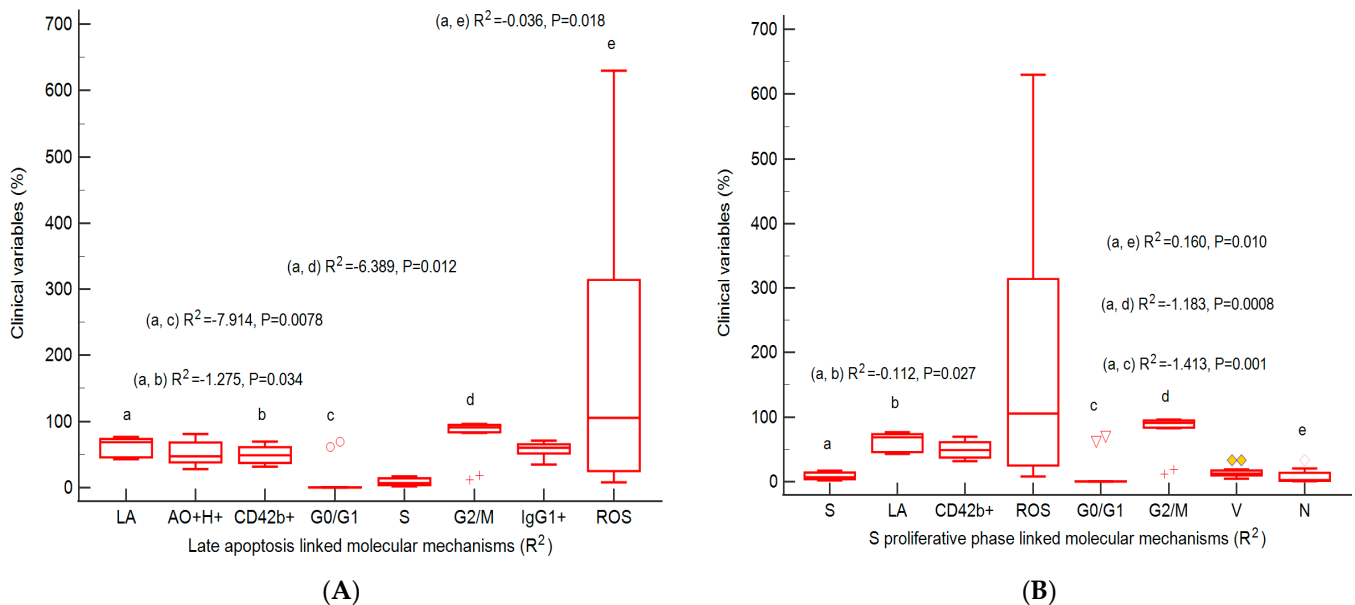 (a, e) R²=-0.036, P=0.018
e
(a, d) R²=-6.389, P=0.012
(a, c) R²=-7.914, P=0.0078
(a, b) R²=-1.275, P=0.034
a
b
c
d
Clinical variables (%)
700
600
500
400
300
200
100
0
LA AO+H+ CD42b+ G0/G1 S G2/M IgG1+ ROS
Late apoptosis linked molecular mechanisms (R²)
(A)
(a, e) R²=0.160, P=0.010
(a, d) R²=-1.183, P=0.0008
(a, c) R²=-1.413, P=0.001
(a, b) R²=-0.112, P=0.027
a
b
c
d
e
Clinical variables (%)
700
600
500
400
300
200
100
0
S LA CD42b+ ROS G0/G1 G2/M V N
S proliferative phase linked molecular mechanisms (R²)
(B)